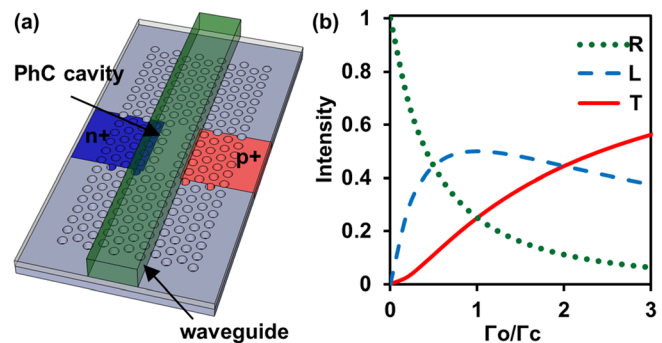 (a)
PhC cavity
n+
p+
waveguide
(b)
1
0.8
0.6
0.4
0.2
0
Intensity
R
L
T
0
1
2
3
Γo/Γc